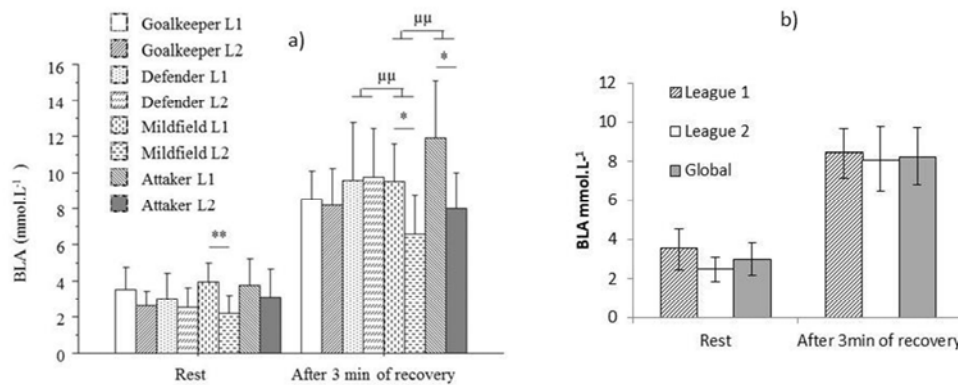 a)
Goalkeeper L1
Goalkeeper L2
Defender L1
Defender L2
Mildfield L1
Mildfield L2
Attaker L1
Attaker L2
BLA (mmol.L-1)
16
14
12
10
8
6
4
2
0
**
μμ
*
μμ
*
Rest
After 3 min of recovery
b)
League 1
League 2
Global
BLA mmol.L-1
12
10
8
6
4
2
0
Rest
After 3min of recovery